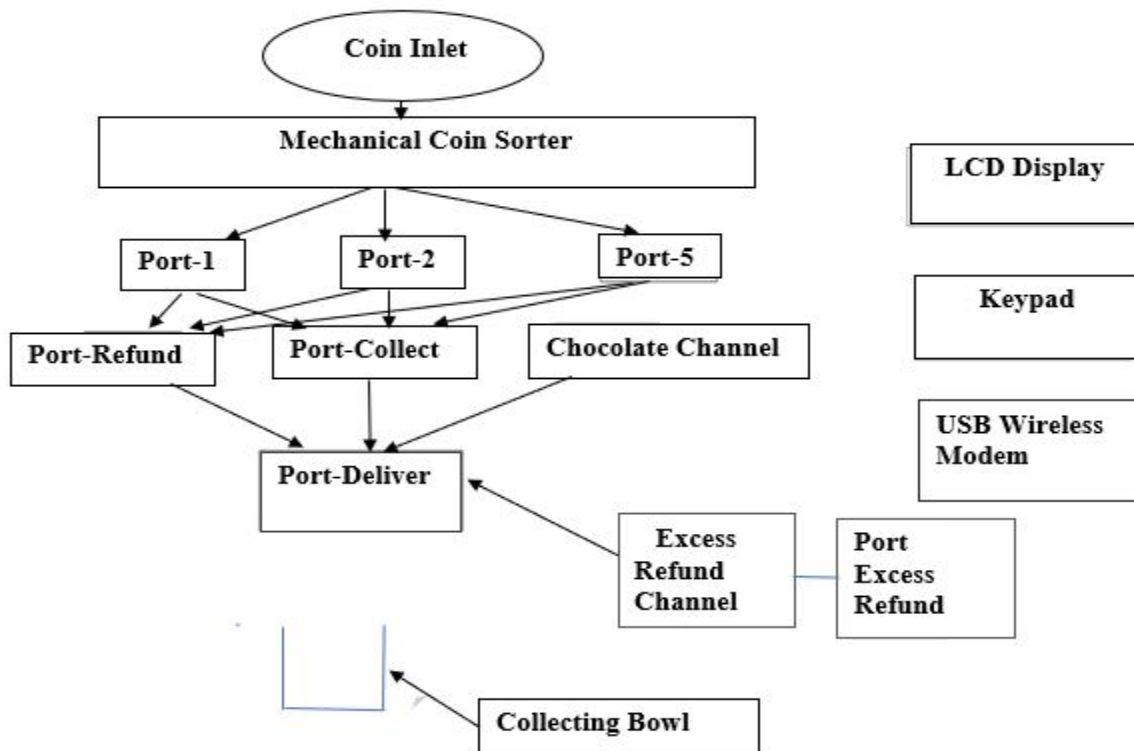 Coin Inlet
Mechanical Coin Sorter
LCD Display
Port-1
Port-2
Port-5
Keypad
Port-Refund
Port-Collect
Chocolate Channel
USB Wireless
Modem
Port-Deliver
Excess
Refund
Channel
Port
Excess
Refund
Collecting Bowl